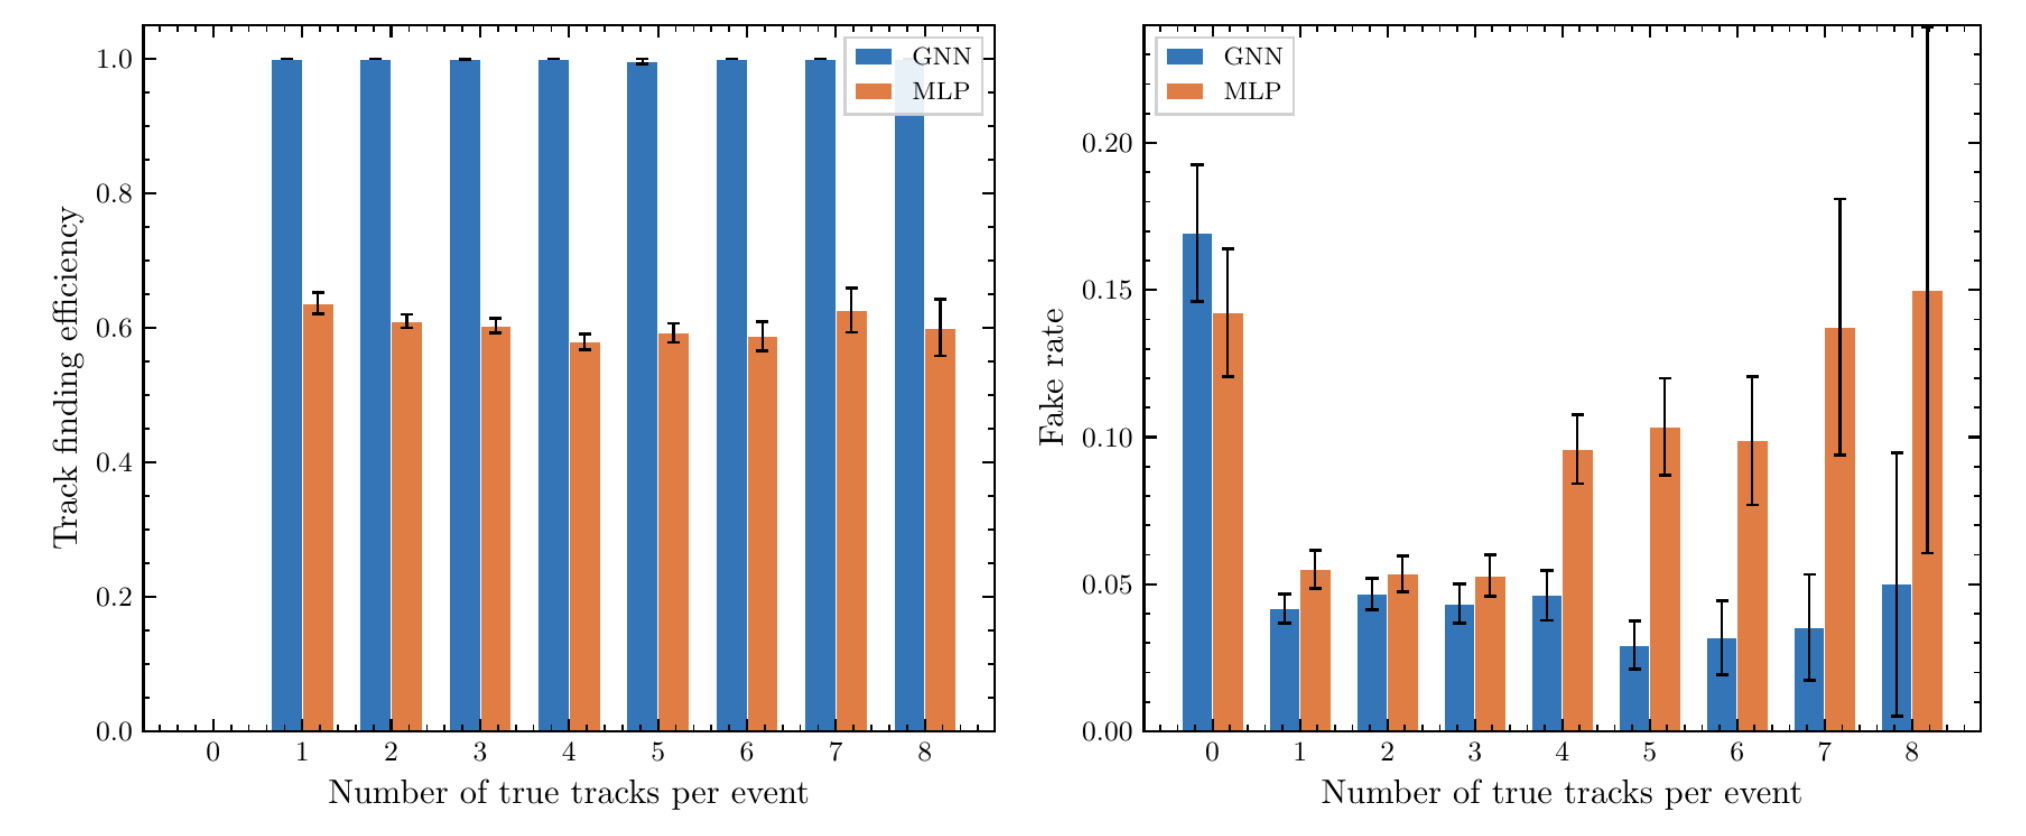 1.0
0.8
0.6
0.4
0.2
0.0
Track finding efficiency
GNN
MLP
0 1 2 3 4 5 6 7 8
Number of true tracks per event
0.20
0.15
0.10
0.05
0.00
Fake rate
GNN
MLP
0 1 2 3 4 5 6 7 8
Number of true tracks per event